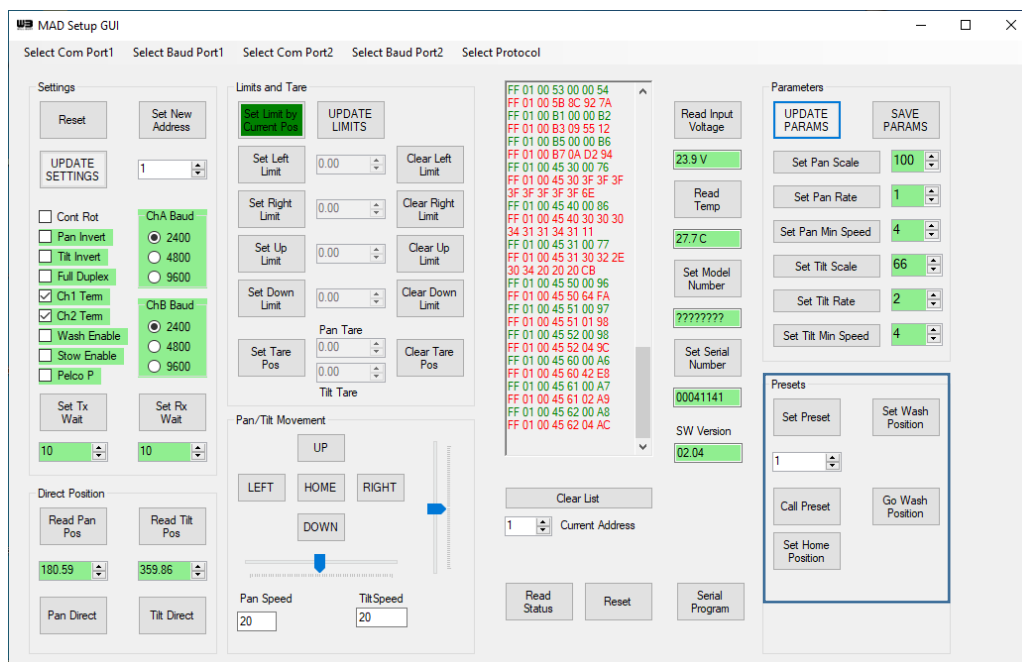 WB MAD Setup GUI
Select Com Port1 Select Baud Port1 Select Com Port2 Select Baud Port2 Select Protocol
Settings
Reset
Set New
Address
UPDATE
SETTINGS
1
Cont Rot
Pan Invert
Tilt Invert
Full Duplex
Ch1 Term
Ch2 Term
Wash Enable
Stow Enable
Pelco P
ChA Baud
2400
4800
9600
ChB Baud
2400
4800
9600
Set Tx
Wait
Set Rx
Wait
10
10
Direct Position
Read Pan
Pos
Read Tilt
Pos
180.59
359.86
Pan Direct
Tilt Direct
Limits and Tare
Set Limit by
Current Pos
UPDATE
LIMITS
Set Left
Limit
0.00
Clear Left
Limit
Set Right
Limit
0.00
Clear Right
Limit
Set Up
Limit
0.00
Clear Up
Limit
Set Down
Limit
0.00
Clear Down
Limit
Pan Tare
Set Tare
Pos
0.00
0.00
Clear Tare
Pos
Tilt Tare
Pan/Tilt Movement
UP
LEFT
HOME
RIGHT
DOWN
Pan Speed
20
TiltSpeed
20
FF 01 00 53 00 00 54
FF 01 00 5B 8C 92 7A
FF 01 00 B1 00 00 B2
FF 01 00 B3 09 55 12
FF 01 00 B5 00 00 B6
FF 01 00 B7 0A D2 94
FF 01 00 45 30 00 76
FF 01 00 45 30 3F 3F 3F
3F 3F 3F 3F 3F 6E
FF 01 00 45 40 00 86
FF 01 00 45 40 30 30 30
34 31 31 34 31 11
FF 01 00 45 31 00 77
FF 01 00 45 31 30 32 2E
30 34 20 20 20 CB
FF 01 00 45 50 00 96
FF 01 00 45 50 64 FA
FF 01 00 45 51 00 97
FF 01 00 45 51 01 98
FF 01 00 45 52 00 98
FF 01 00 45 52 04 9C
FF 01 00 45 60 00 A6
FF 01 00 45 60 42 E8
FF 01 00 45 61 00 A7
FF 01 00 45 61 02 A9
FF 01 00 45 62 00 A8
FF 01 00 45 62 04 AC
Clear List
1
Current Address
Read
Status
Reset
Serial
Program
Read Input
Voltage
23.9 V
Read
Temp
27.7 C
Set Model
Number
????????
Set Serial
Number
00041141
SW Version
02.04
Parameters
UPDATE
PARAMS
SAVE
PARAMS
Set Pan Scale
100
Set Pan Rate
1
Set Pan Min Speed
4
Set Tilt Scale
66
Set Tilt Rate
2
Set Tilt Min Speed
4
Presets
Set Preset
Set Wash
Position
1
Call Preset
Go Wash
Position
Set Home
Position